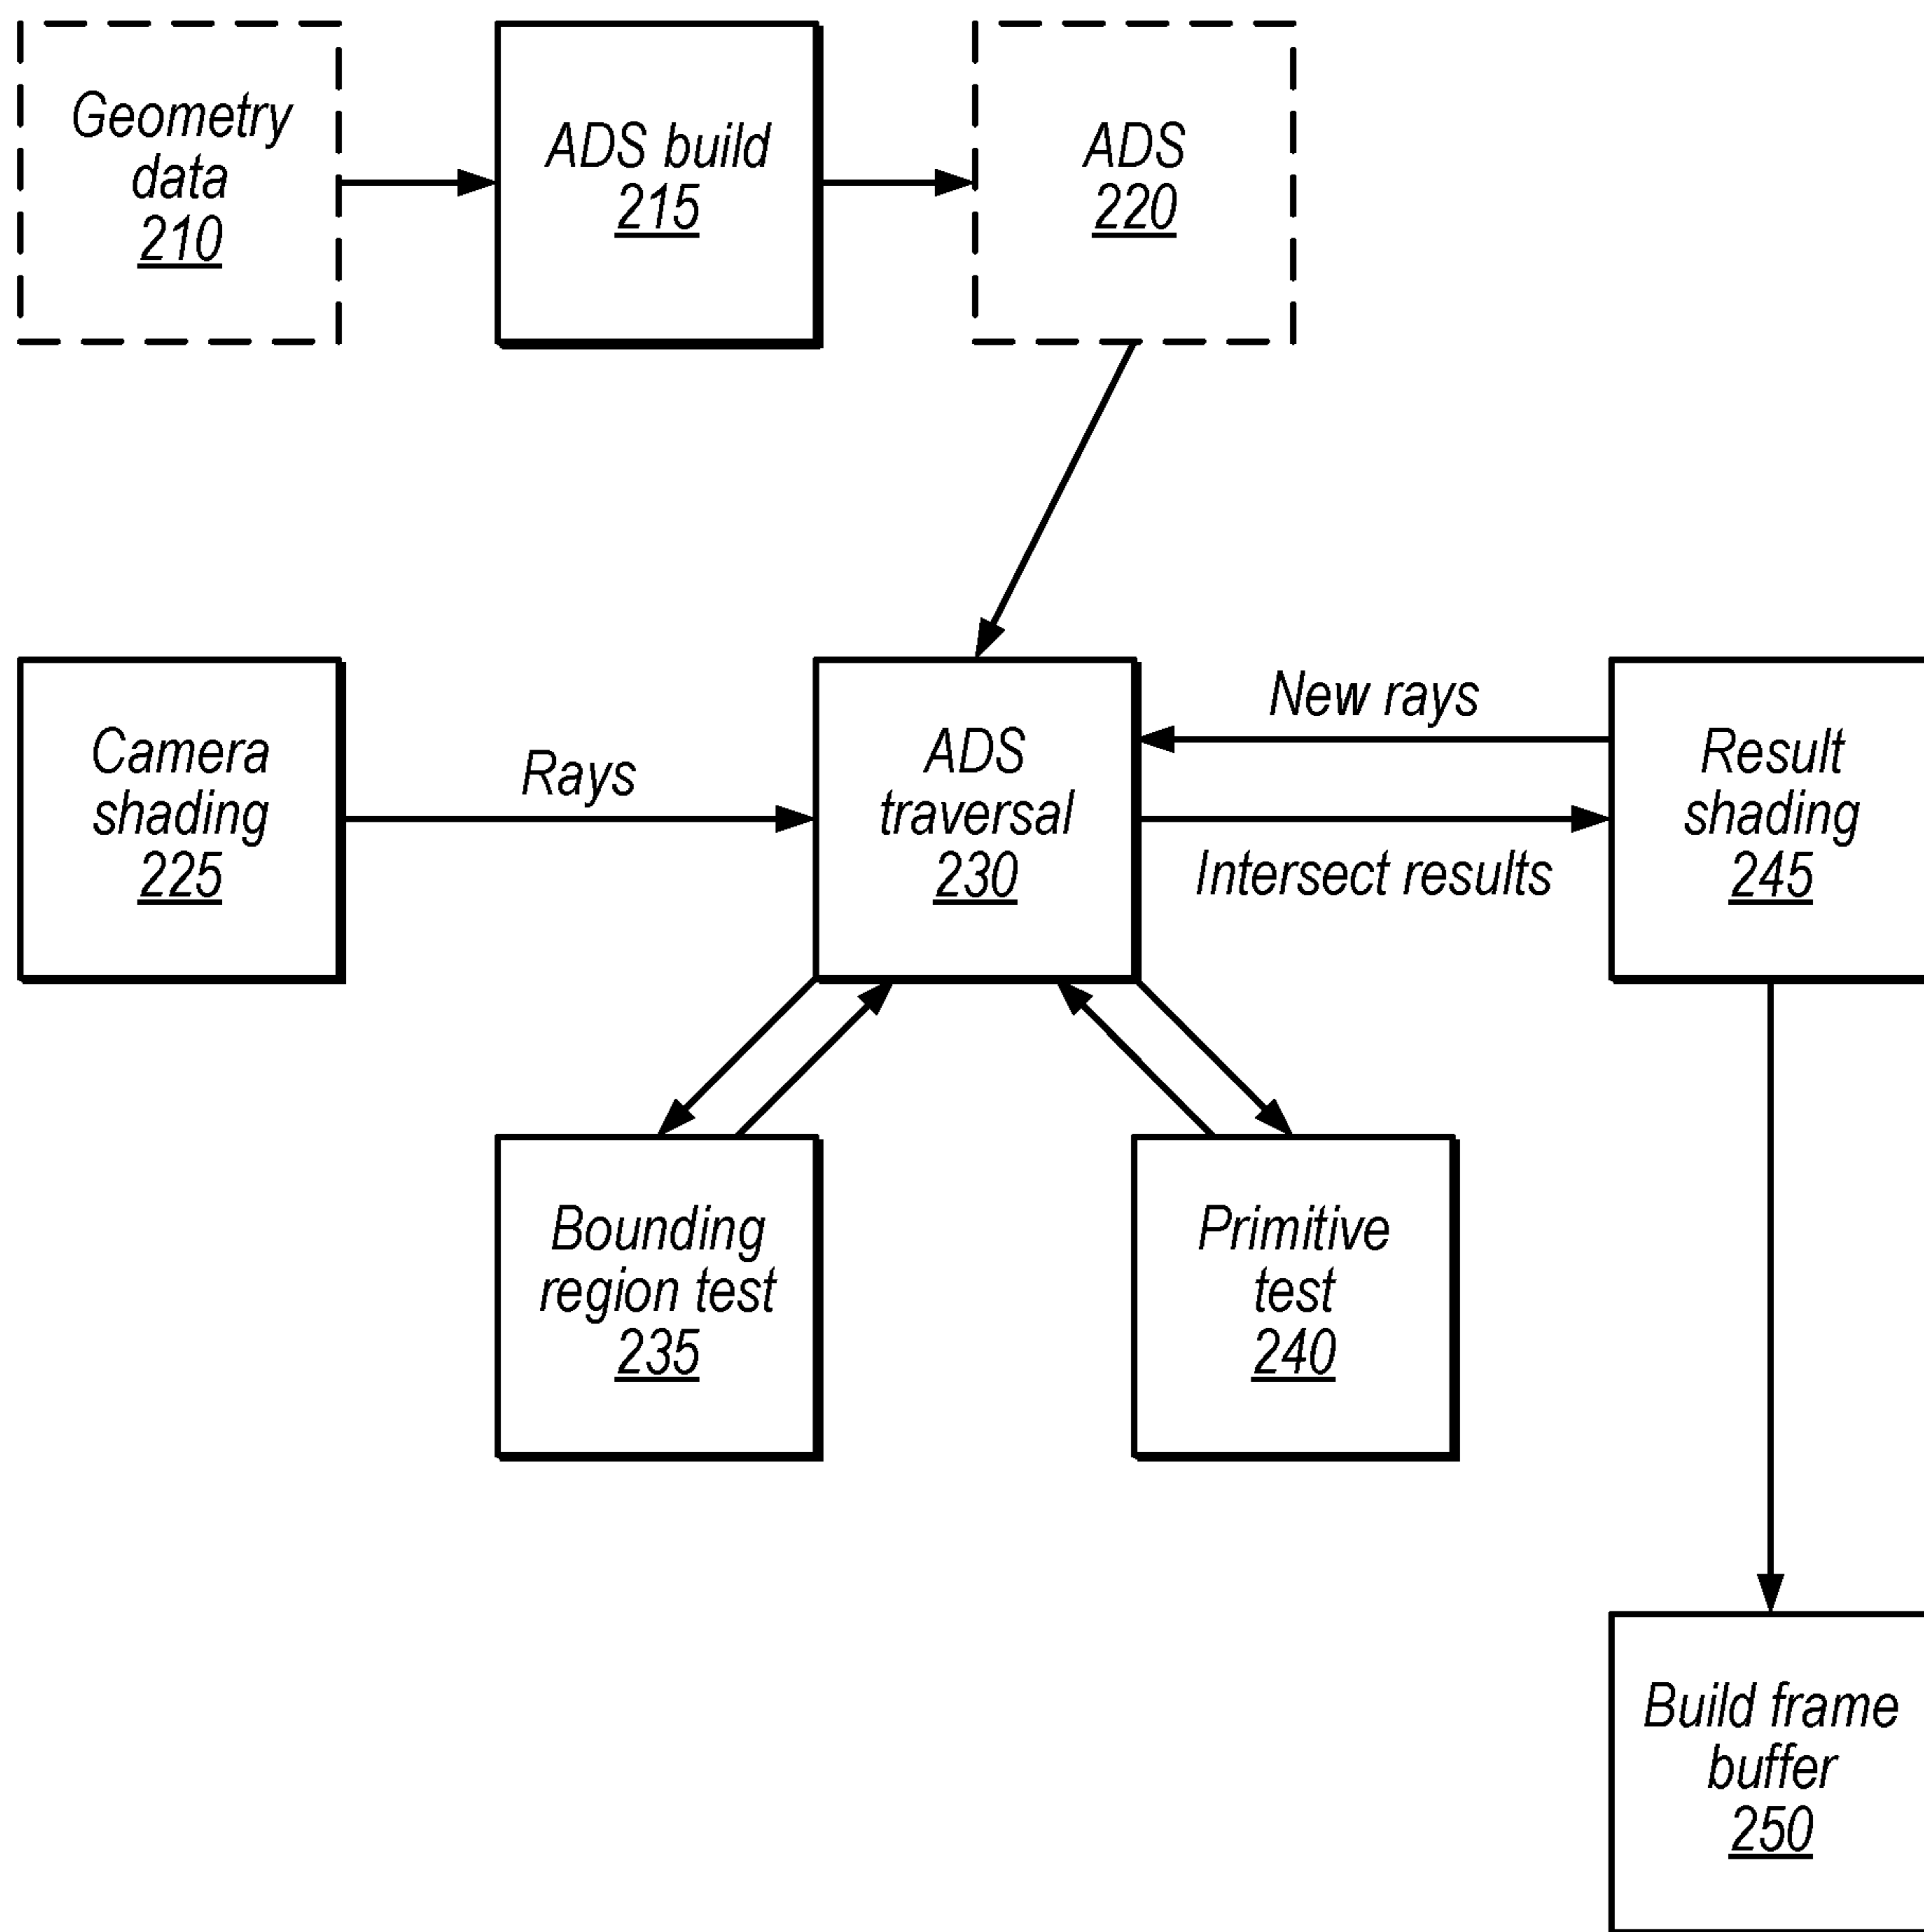 Geometry
data
210
ADS build
215
ADS
220
Camera
shading
225
Rays
ADS
traversal
230
New rays
Intersect results
Result
shading
245
Bounding
region test
235
Primitive
test
240
Build frame
buffer
250